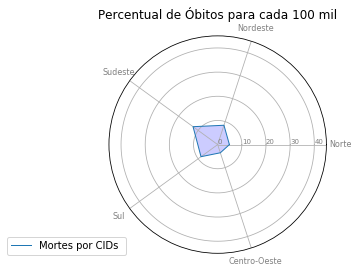 Percentual de Óbitos para cada 100 mil
Nordeste
Sudeste
0 10 20 30 40
Norte
Sul
Centro-Oeste
Mortes por CIDs